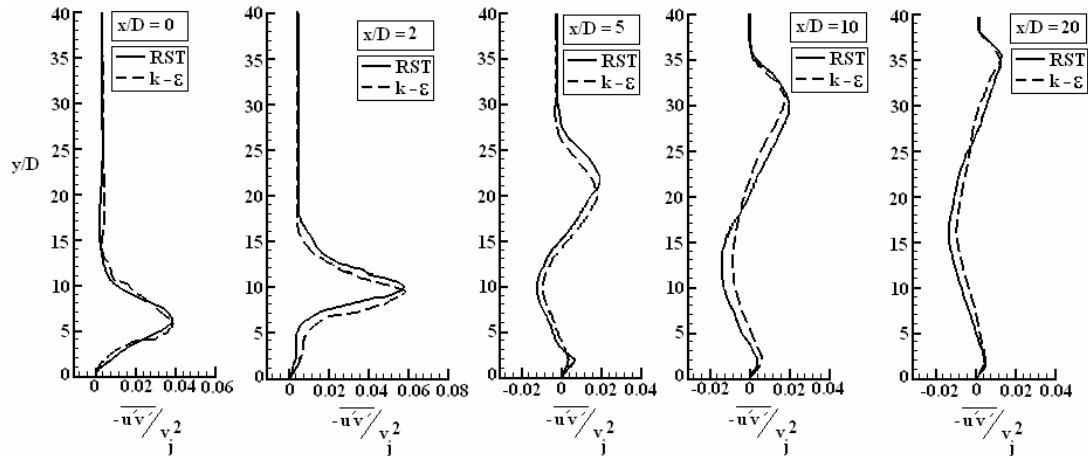 x/D = 0
RST
k - ε
y/D
40
35
30
25
20
15
10
5
0
0 0.02 0.04 0.06
-u'v'/v_j^2
x/D = 2
RST
k - ε
40
35
30
25
20
15
10
5
0
0 0.02 0.04 0.06 0.08
-u'v'/v_j^2
x/D = 5
RST
k - ε
40
35
30
25
20
15
10
5
0
-0.02 0 0.02 0.04
-u'v'/v_j^2
x/D = 10
RST
k - ε
40
35
30
25
20
15
10
5
0
-0.02 0 0.02 0.04
-u'v'/v_j^2
x/D = 20
RST
k - ε
40
35
30
25
20
15
10
5
0
-0.02 0 0.02 0.04
-u'v'/v_j^2